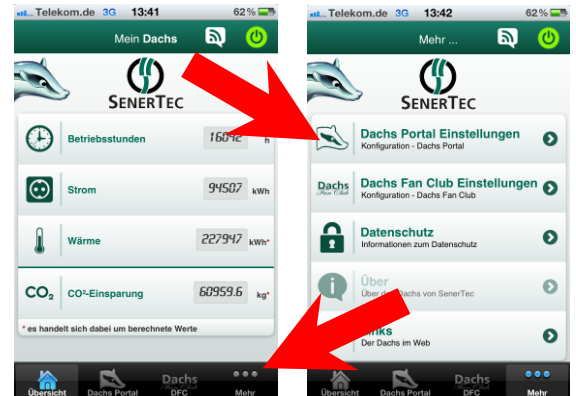 Telekom.de 3G 13:41 62%
Mein Dachs
SENERTEC
Betriebsstunden h
Strom 94507 kWh
Wärme 227947 kWh*
CO₂ CO²-Einsparung 60959.6 kg*
* es handelt sich dabei um berechnete Werte
Übersicht Dachs Portal Dachs DFC Mehr
Telekom.de 3G 13:42 62%
Mehr ...
SENERTEC
Dachs Portal Einstellungen
Konfiguration - Dachs Portal
Dachs Fan Club
Dachs Fan Club Einstellungen
Konfiguration - Dachs Fan Club
Datenschutz
Informationen zum Datenschutz
Über
Über den Dachs von SenerTec
Der Dachs im Web
Übersicht Dachs Portal Dachs DFC Mehr